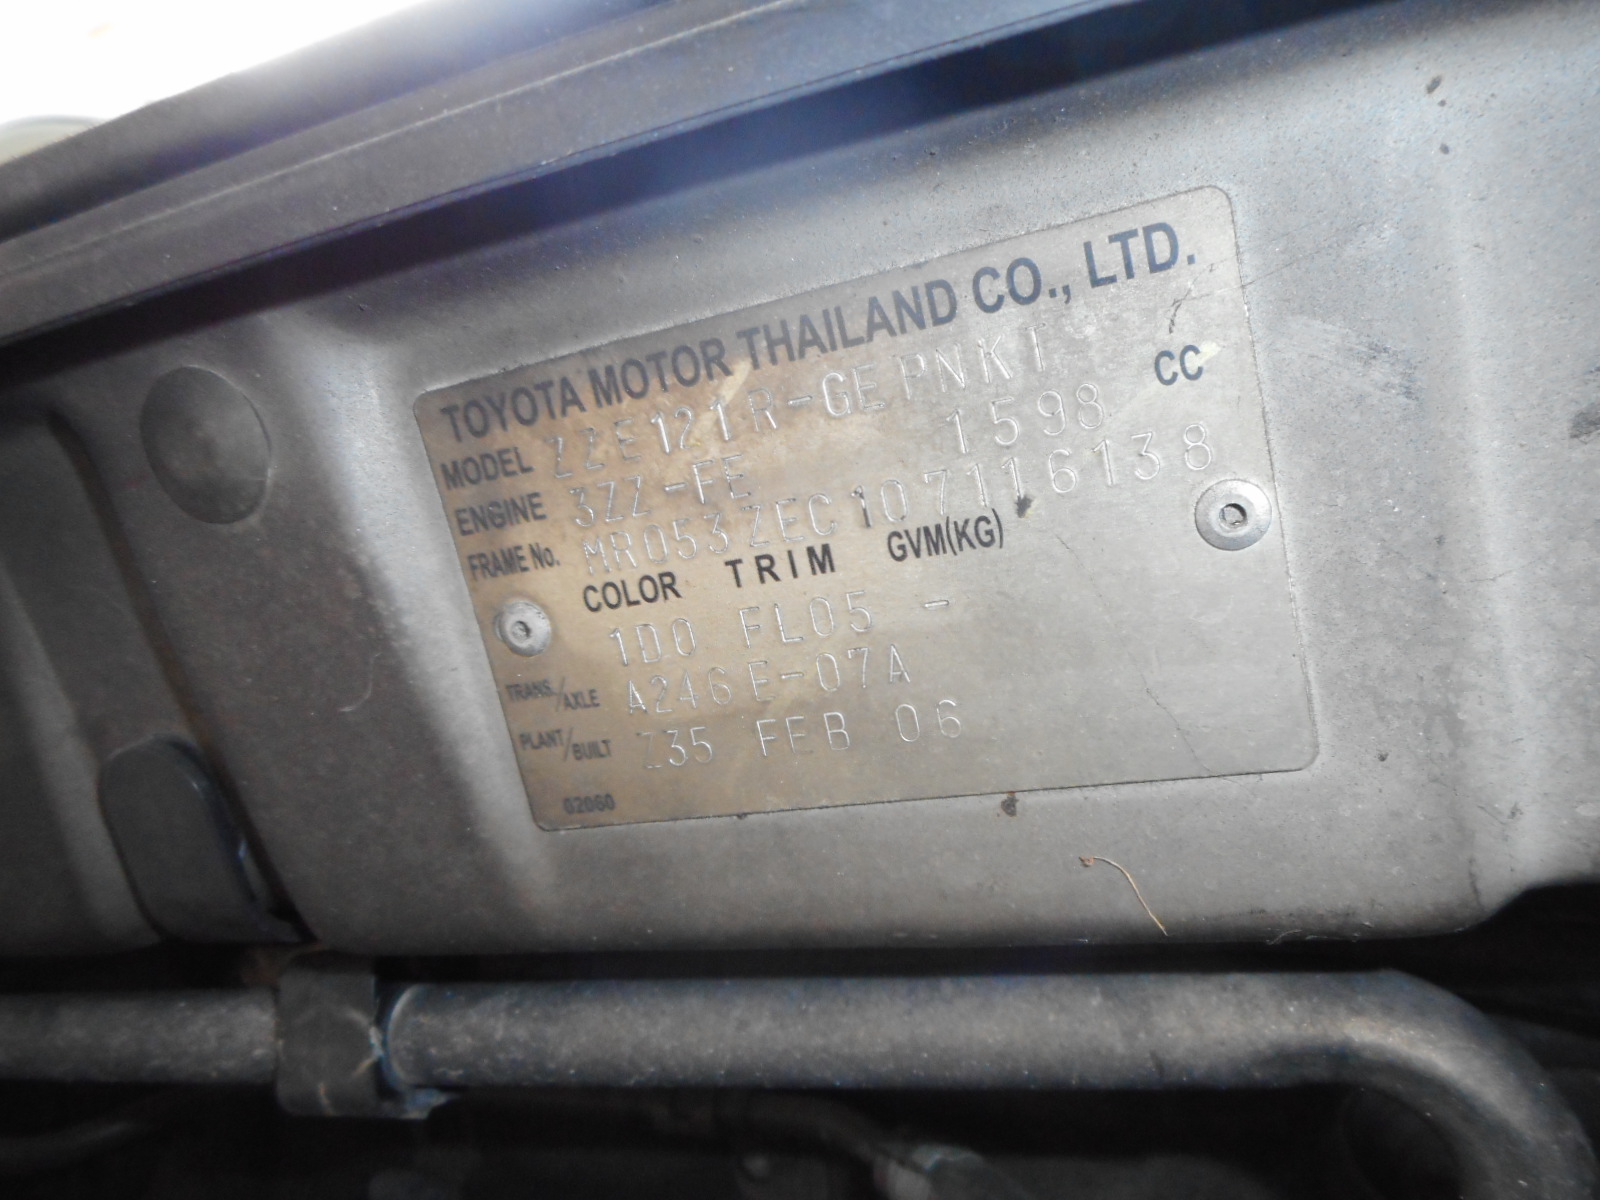 TOYOTA MOTOR THAILAND CO., LTD.
MODEL ZZE121R-GEPNKT
ENGINE 3ZZ-FE 1598 CC
FRAME No. MR053ZEC107116138
COLOR TRIM GVM(KG)
1D0 FL05 -
TRANS./AXLE A246E-07A
PLANT/BUILT Z35 FEB 06
02060